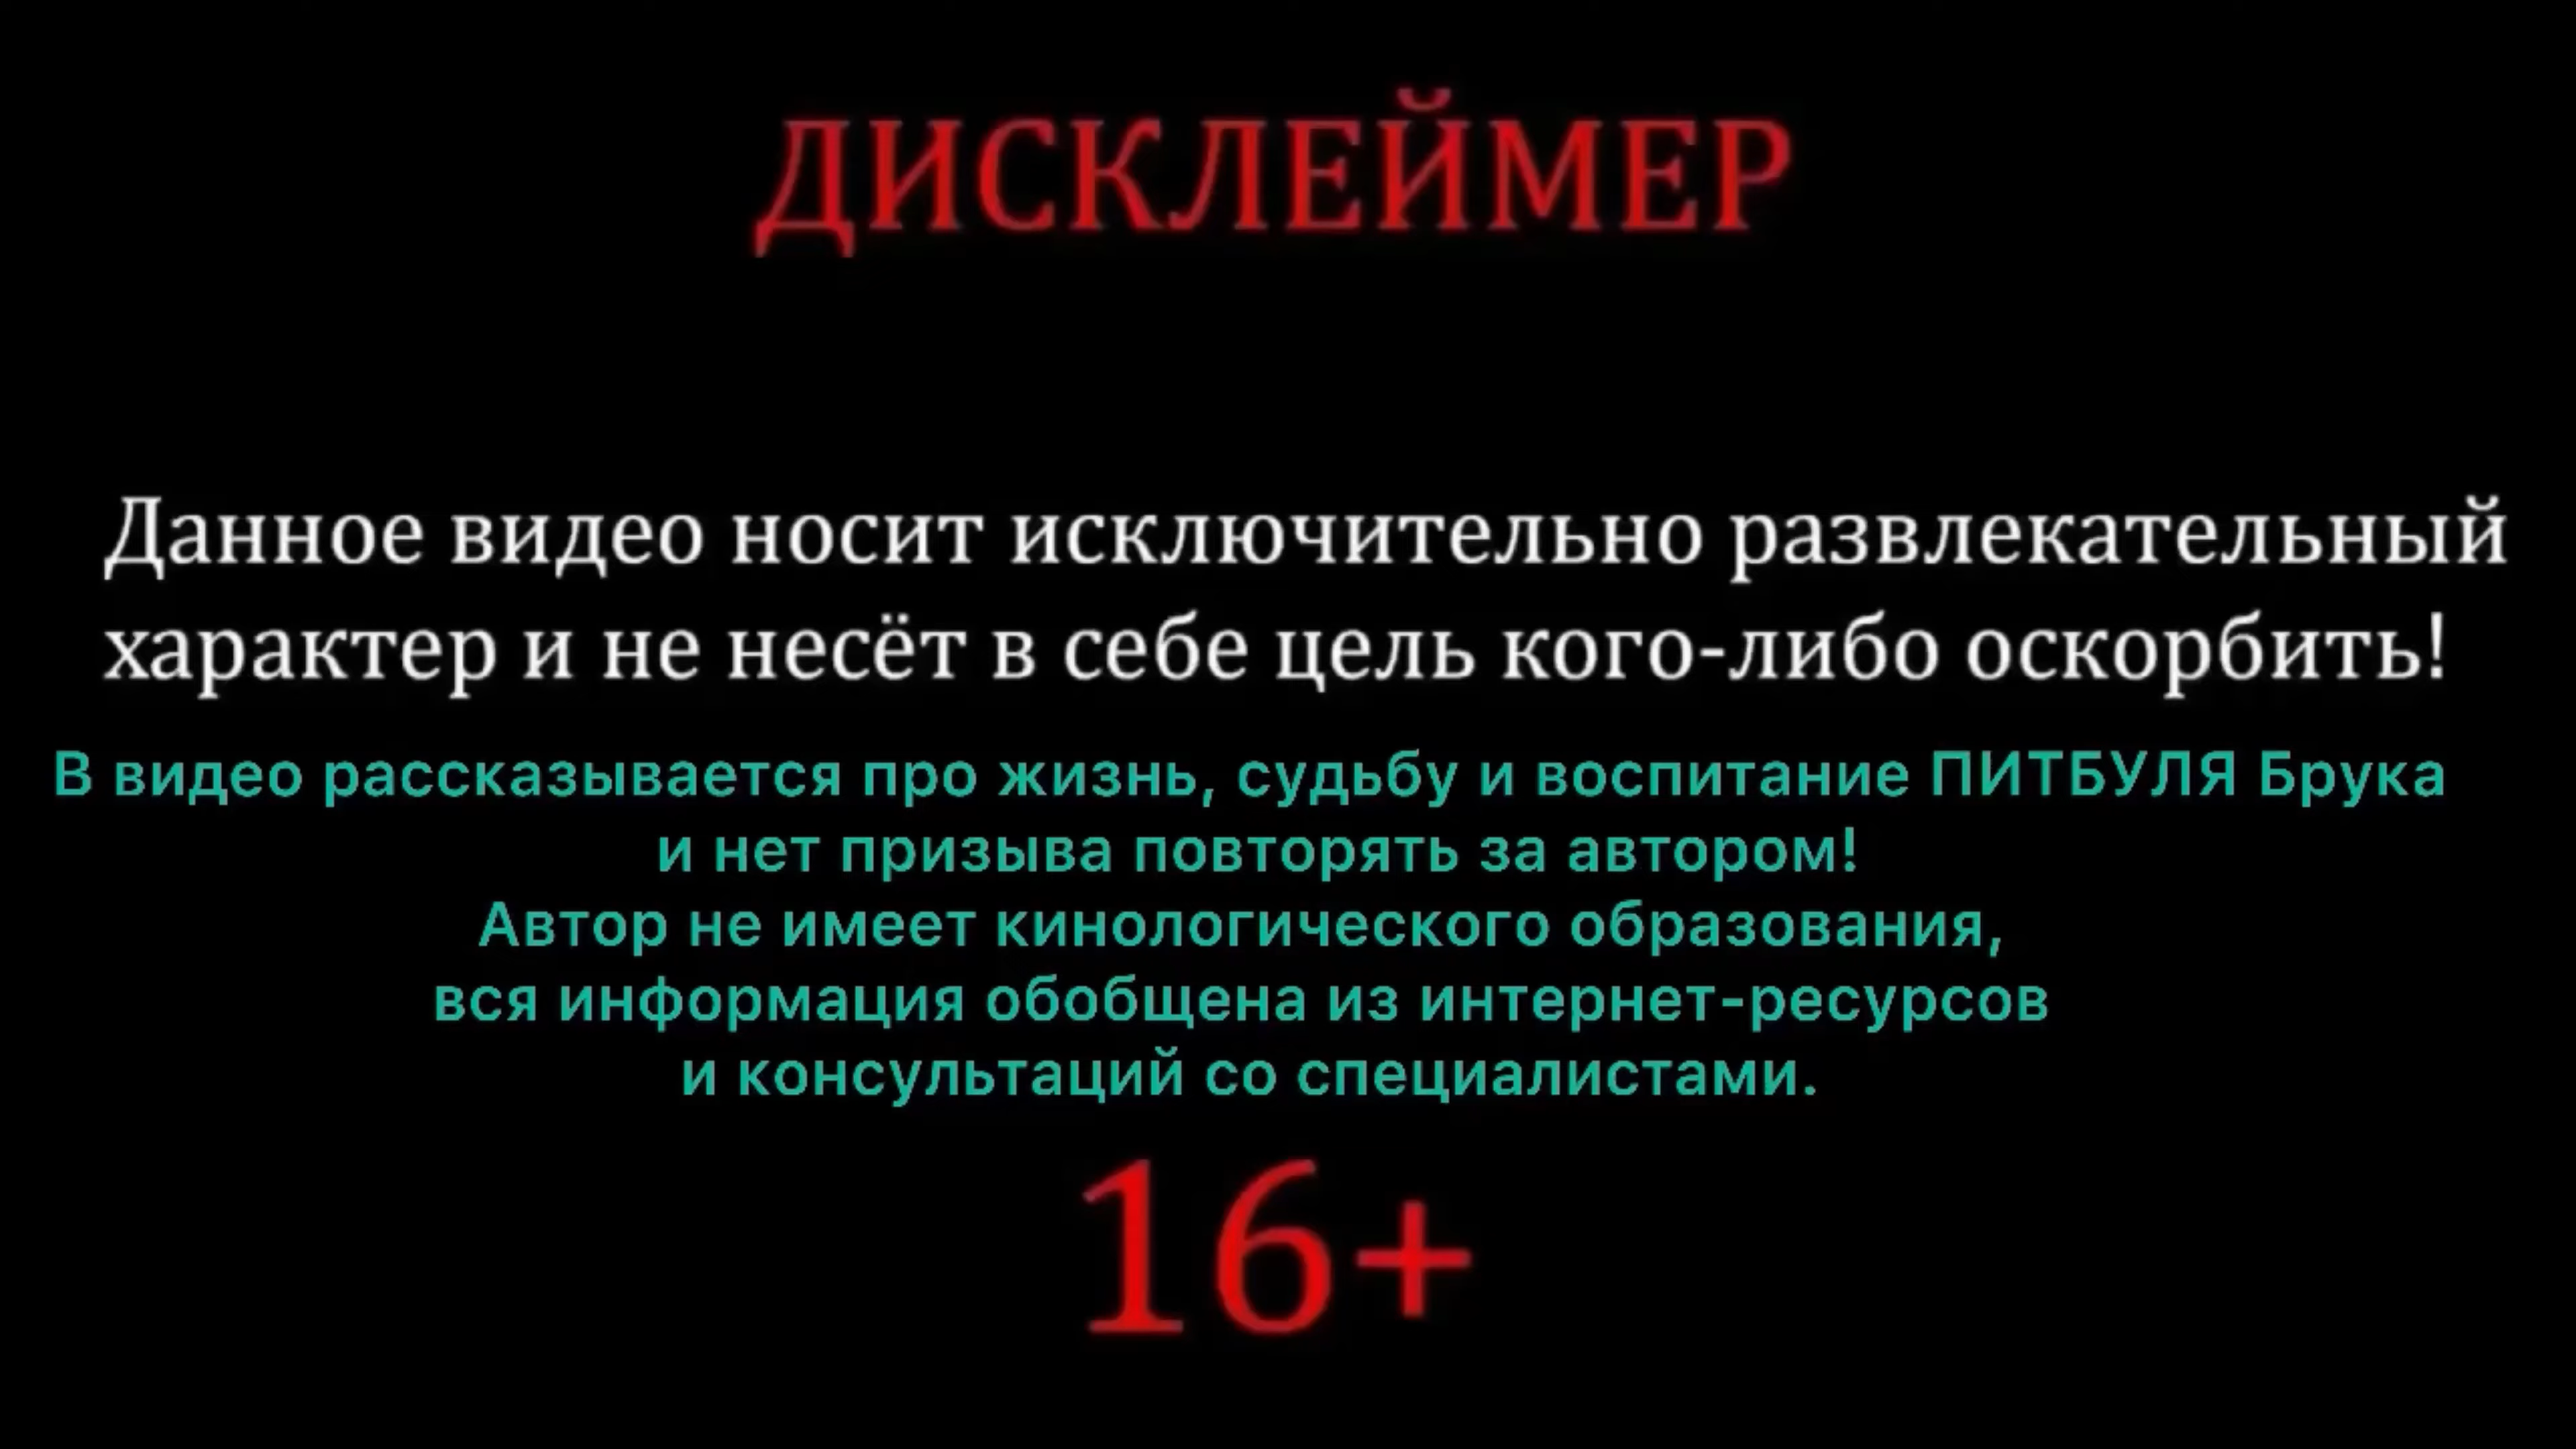 ДИСКЛЕЙМЕР
Данное видео носит исключительно развлекательный
характер и не несёт в себе цель кого-либо оскорбить!
В видео рассказывается про жизнь, судьбу и воспитание ПИТБУЛЯ Брука
и нет призыва повторять за автором!
Автор не имеет кинологического образования,
вся информация обобщена из интернет-ресурсов
и консультаций со специалистами.
16+